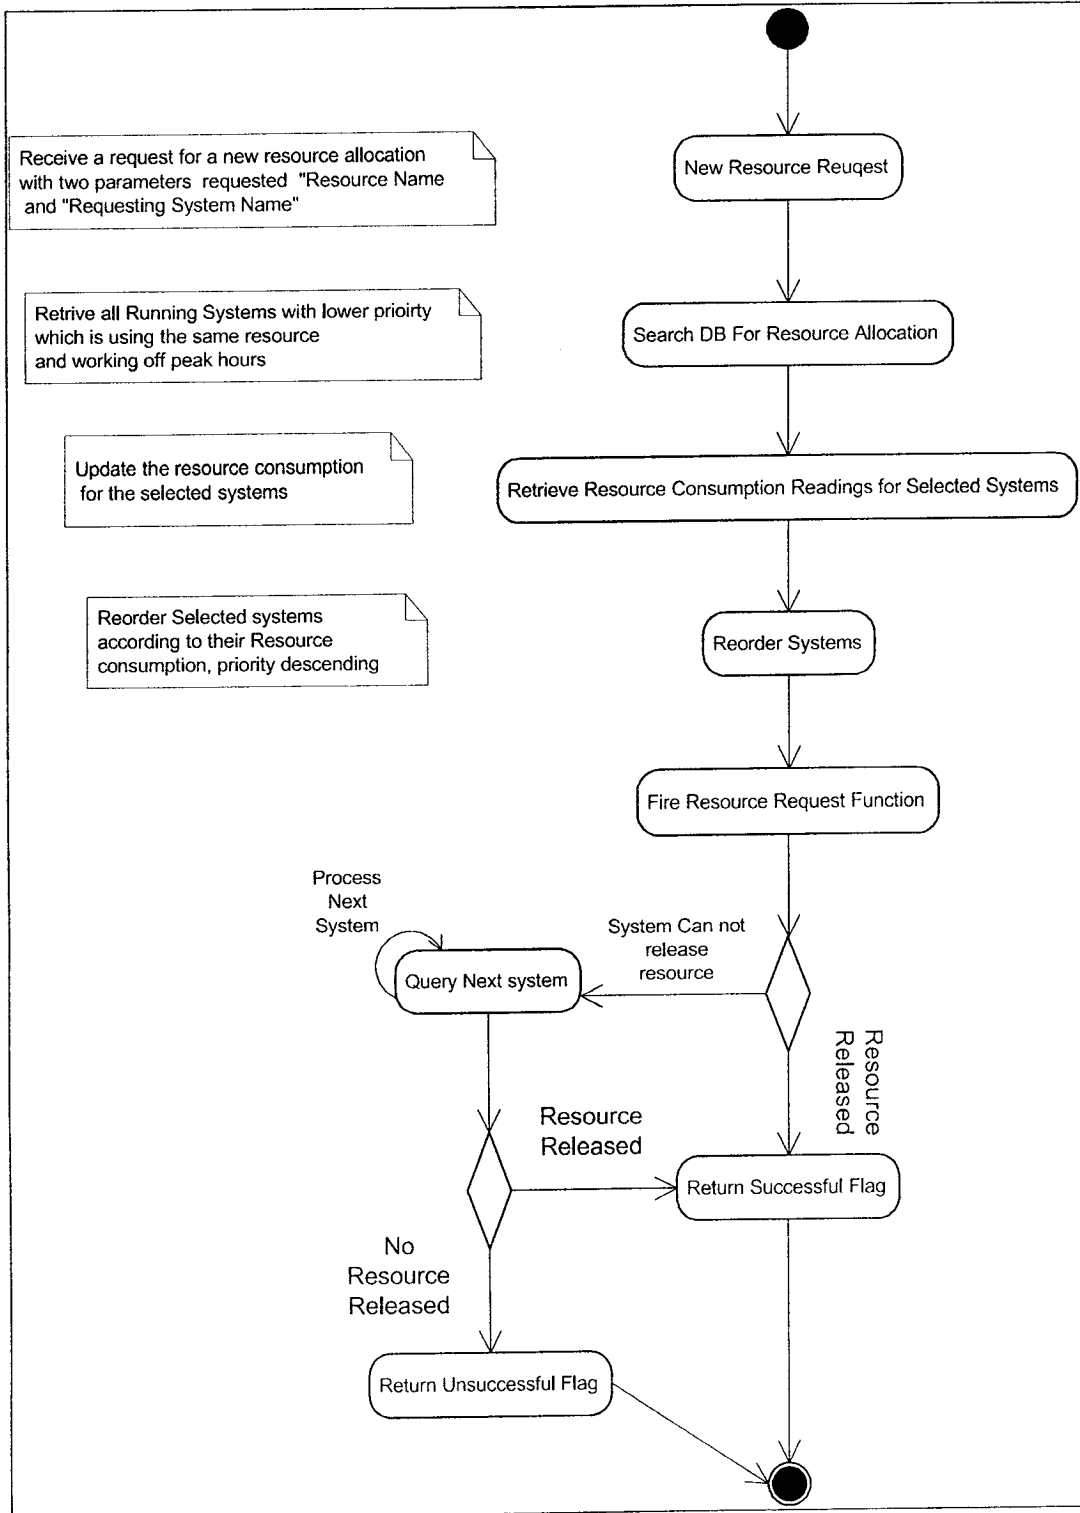 Receive a request for a new resource allocation
with two parameters requested "Resource Name
and "Requesting System Name"
New Resource Reuqest
Retrive all Running Systems with lower prioirty
which is using the same resource
and working off peak hours
Search DB For Resource Allocation
Update the resource consumption
for the selected systems
Retrieve Resource Consumption Readings for Selected Systems
Reorder Selected systems
according to their Resource
consumption, priority descending
Reorder Systems
Fire Resource Request Function
Process
Next
System
System Can not
release
resource
Query Next system
Resource
Released
Resource
Released
Return Successful Flag
No
Resource
Released
Return Unsuccessful Flag